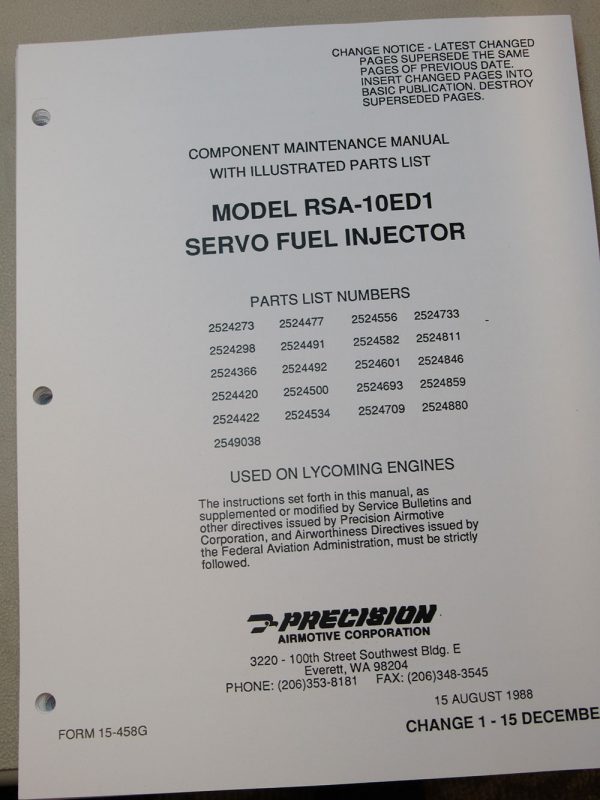 CHANGE NOTICE - LATEST CHANGED
PAGES SUPERSEDE THE SAME
PAGES OF PREVIOUS DATE.
INSERT CHANGED PAGES INTO
BASIC PUBLICATION. DESTROY
SUPERSEDED PAGES.
COMPONENT MAINTENANCE MANUAL
WITH ILLUSTRATED PARTS LIST
MODEL RSA-10ED1
SERVO FUEL INJECTOR
PARTS LIST NUMBERS
2524273 2524477 2524556 2524733
2524298 2524491 2524582 2524811
2524366 2524492 2524601 2524846
2524420 2524500 2524693 2524859
2524422 2524534 2524709 2524880
2549038
USED ON LYCOMING ENGINES
The instructions set forth in this manual, as
supplemented or modified by Service Bulletins and
other directives issued by Precision Airmotive
Corporation, and Airworthiness Directives issued by
the Federal Aviation Administration, must be strictly
followed.
PRECISION
AIRMOTIVE CORPORATION
3220 - 100th Street Southwest Bldg. E
Everett, WA 98204
PHONE: (206)353-8181 FAX: (206)348-3545
15 AUGUST 1988
FORM 15-458G
CHANGE 1 - 15 DECEMBE